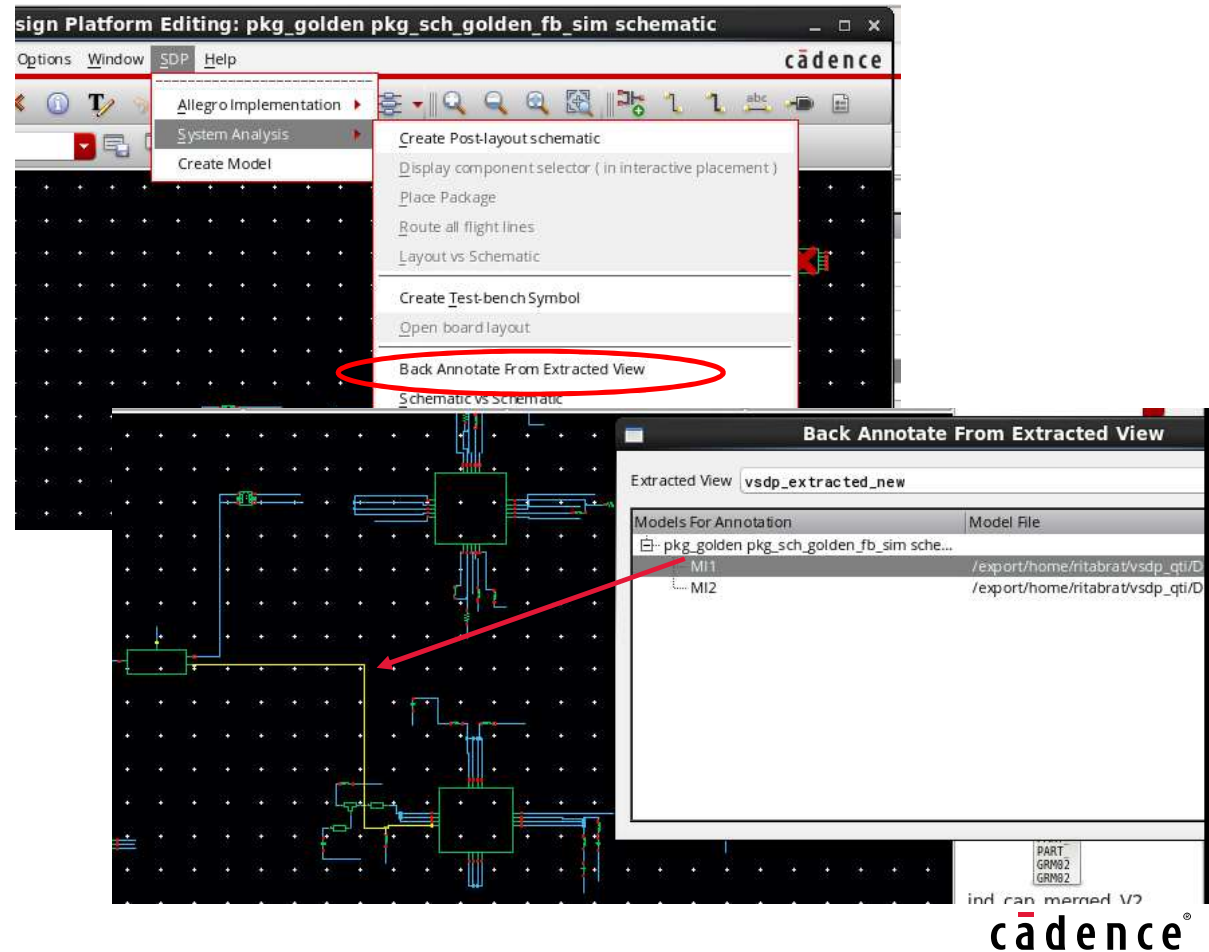 sign Platform Editing: pkg_golden pkg_sch_golden_fb_sim schematic
Options Window SDP Help
cādence
Allegro Implementation
System Analysis
Create Model
abc
Create Post-layout schematic
Display component selector ( in interactive placement )
Place Package
Route all flight lines
Layout vs Schematic
Create Test-bench Symbol
Open board layout
Back Annotate From Extracted View
Schematic vs Schematic
Back Annotate From Extracted View
Extracted View vsdp_extracted_new
Models For Annotation Model File
pkg_golden pkg_sch_golden_fb_sim sche...
MI1 /export/home/ritabrat/vsdp_qti/D
MI2 /export/home/ritabrat/vsdp_qti/D
PART_
GRM02
GRM02
ind_cap_merged_V2
cādence®